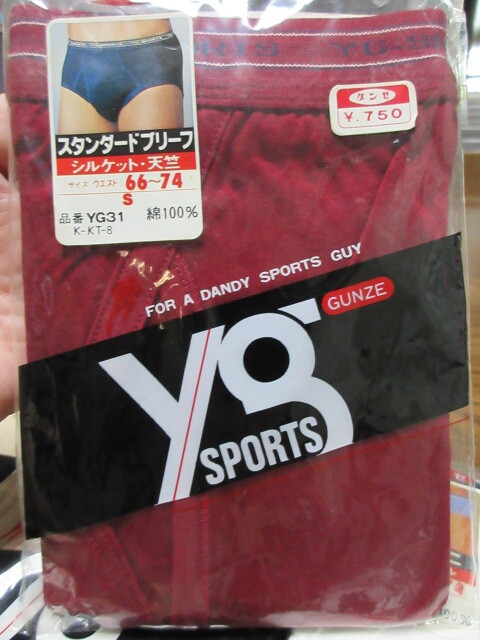 グンゼ
¥.750
スタンダードブリーフ
シルケット・天竺
サイズ ウエスト 66~74
S
品番 YG31 綿100%
K-KT-8
FOR A DANDY SPORTS GUY
GUNZE
YG
SPORTS
00%